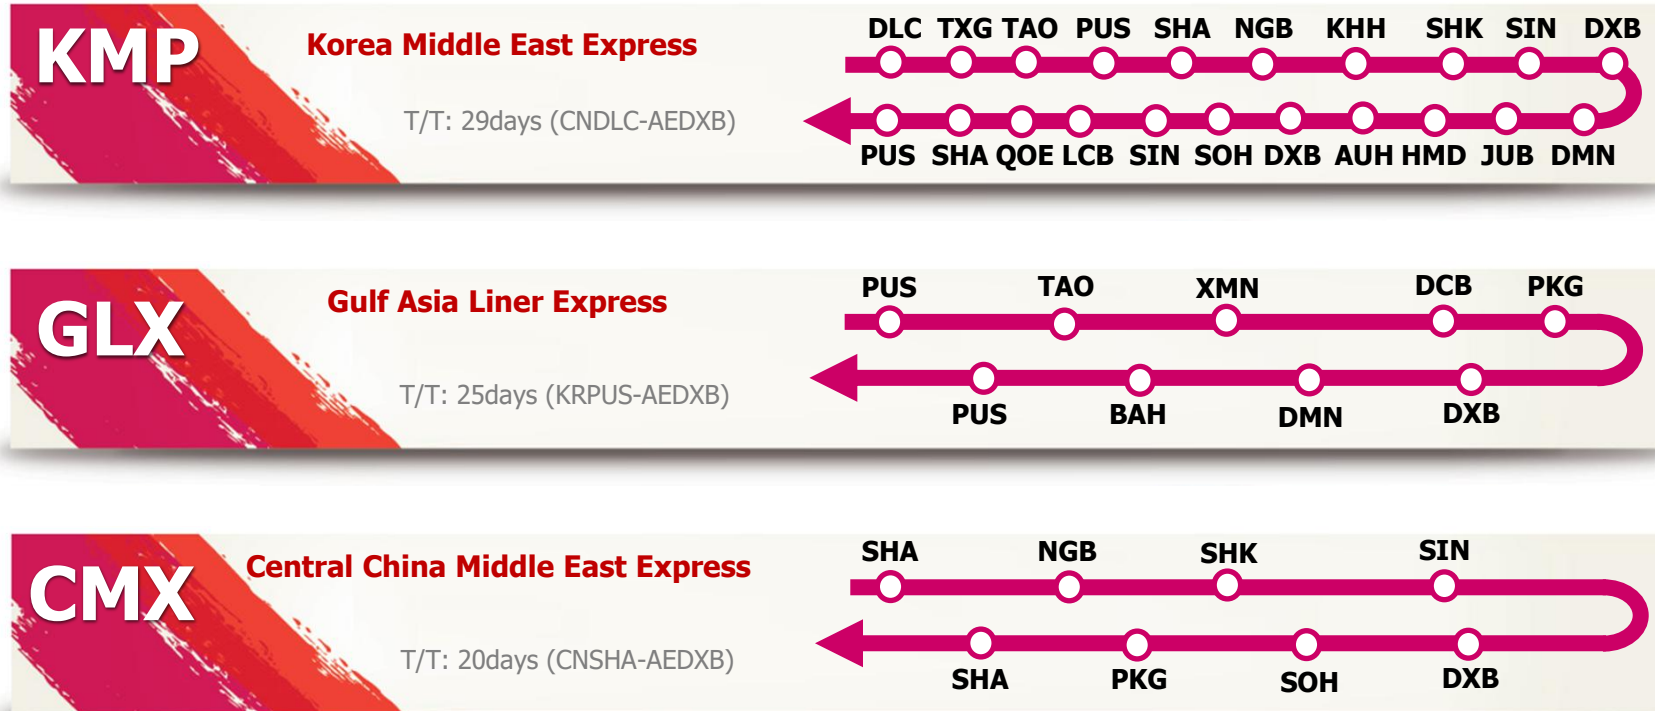 KMP
Korea Middle East Express
T/T: 29days (CNDLC-AEDXB)
DLC TXG TAO PUS SHA NGB KHH SHK SIN DXB
PUS SHA QOE LCB SIN SOH DXB AUH HMD JUB DMN
GLX
Gulf Asia Liner Express
T/T: 25days (KRPUS-AEDXB)
PUS TAO XMN DCB PKG
PUS BAH DMN DXB
CMX
Central China Middle East Express
T/T: 20days (CNSHA-AEDXB)
SHA NGB SHK SIN
SHA PKG SOH DXB